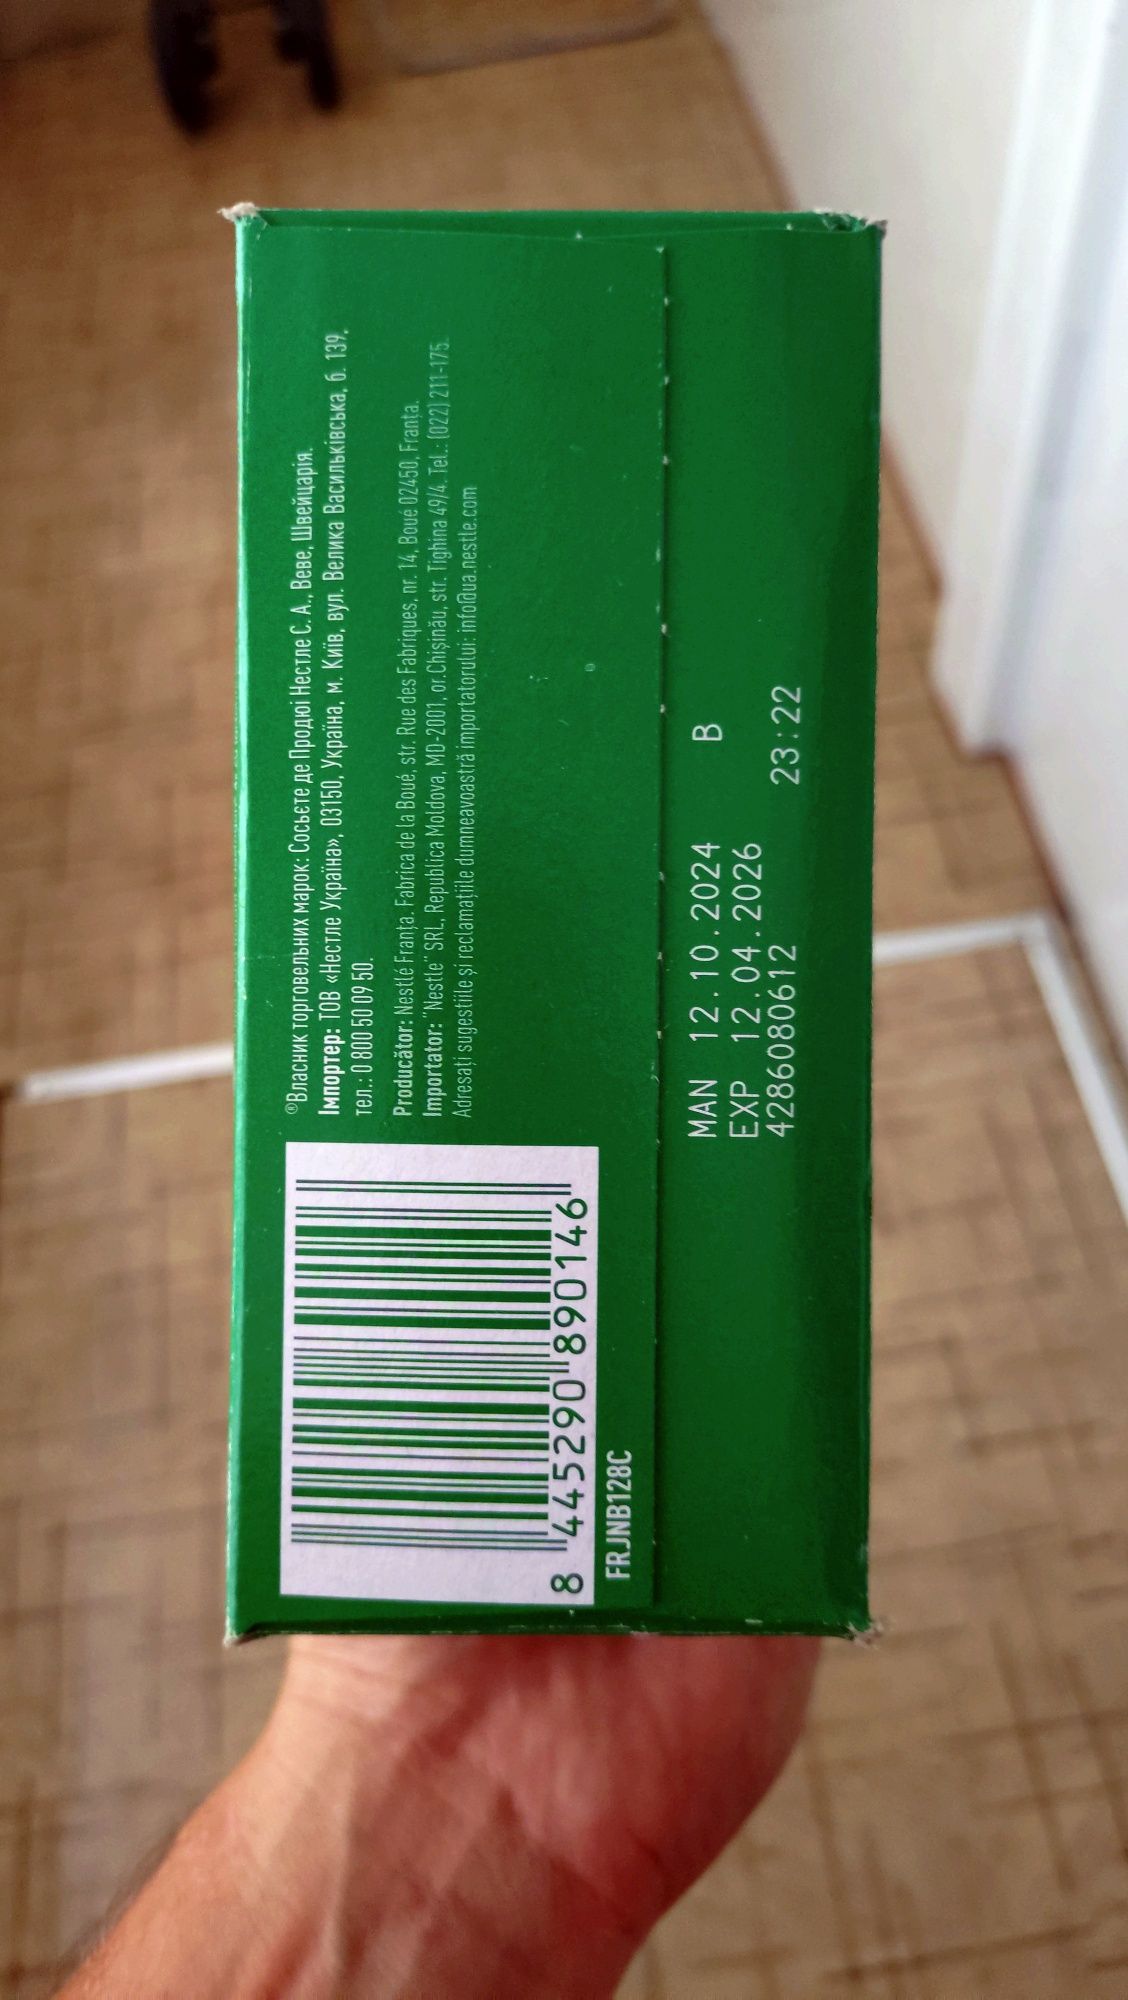 ®Власник торговельних марок: Сосьєте де Продюі Нестле С. А., Веве, Швейцарія.
Імпортер: ТОВ «Нестле Україна», 03150, Україна, м. Київ, вул. Велика Васильківська, б. 139,
тел.: 0 800 50 09 50.
Producător: Nestlé Franța. Fabrica de la Boué, str. Rue des Fabriques, nr. 14, Boué 02450, Franța.
Importator: "Nestle" SRL, Republica Moldova, MD-2001, or.Chișinău, str. Tighina 49/4. Tel.: (022) 211-175.
Adresați sugestiile și reclamațiile dumneavoastră importatorului: info@ua.nestle.com
8 445290 890146
FRJNB128C
MAN 12.10.2024 B
EXP 12.04.2026
4286080612 23:22